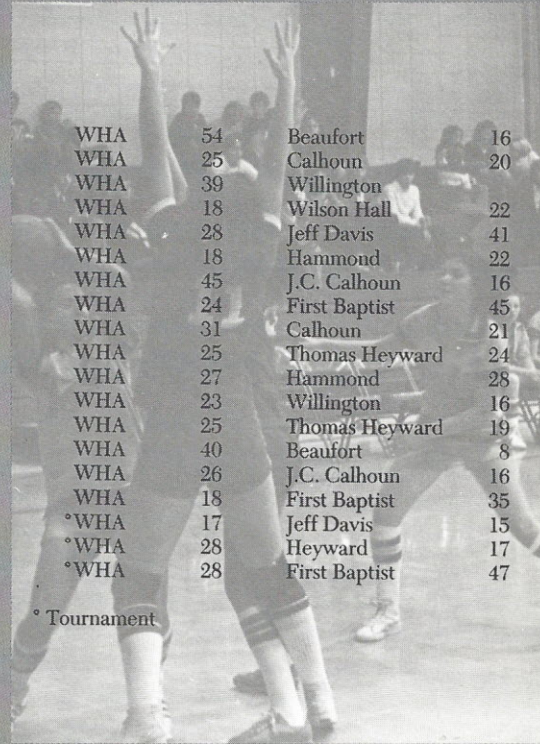 WHA 54 Beaufort 16
WHA 25 Calhoun 20
WHA 39 Willington
WHA 18 Wilson Hall 22
WHA 28 Jeff Davis 41
WHA 18 Hammond 22
WHA 45 J.C. Calhoun 16
WHA 24 First Baptist 45
WHA 31 Calhoun 21
WHA 25 Thomas Heyward 24
WHA 27 Hammond 28
WHA 23 Willington 16
WHA 25 Thomas Heyward 19
WHA 40 Beaufort 8
WHA 26 J.C. Calhoun 16
WHA 18 First Baptist 35
°WHA 17 Jeff Davis 15
°WHA 28 Heyward 17
°WHA 28 First Baptist 47
° Tournament